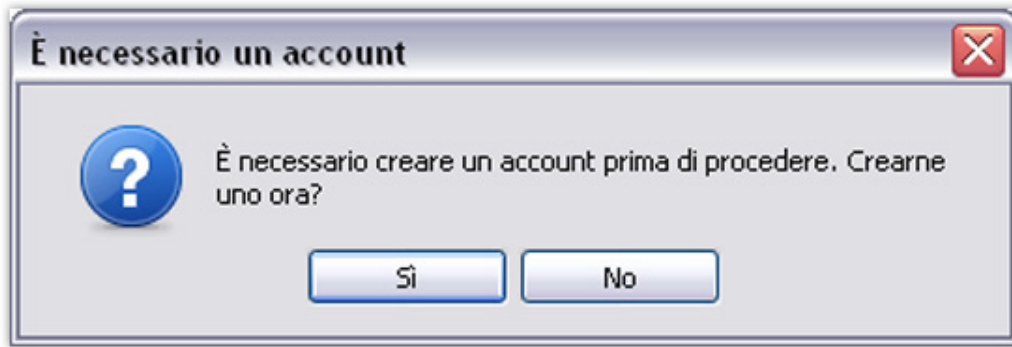 È necessario un account
È necessario creare un account prima di procedere. Crearne
uno ora?
Sì
No